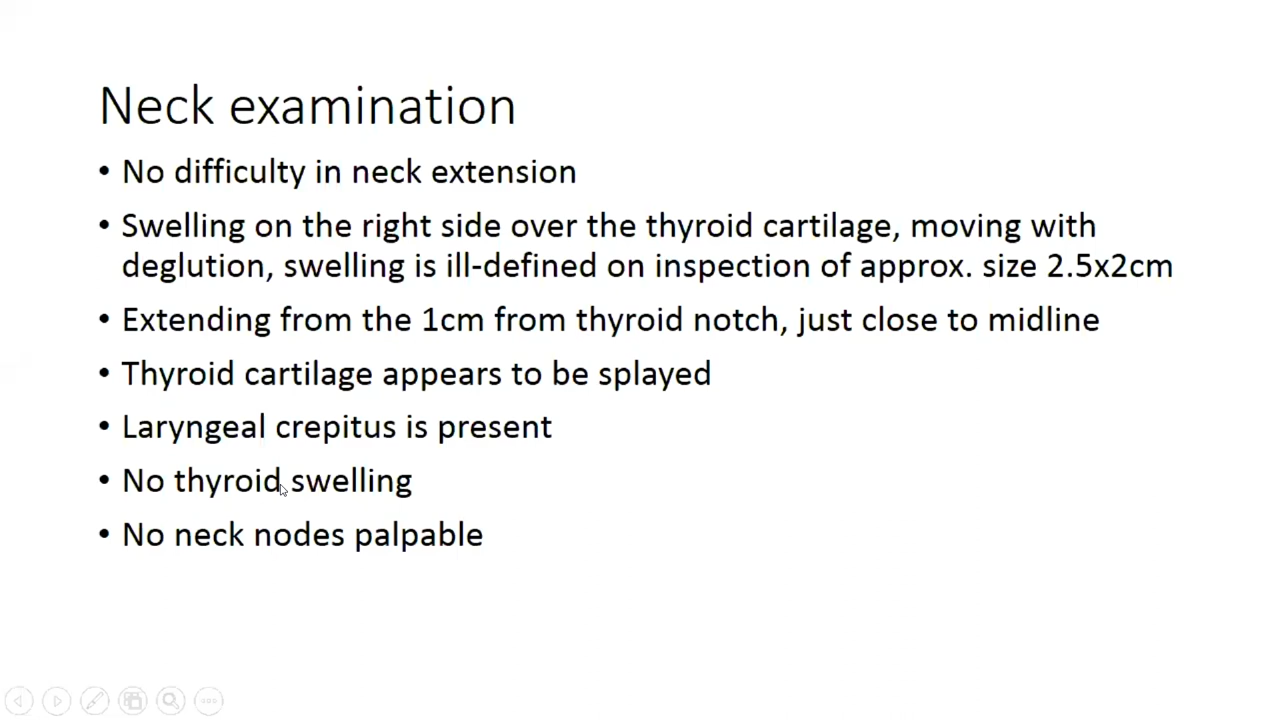 Neck examination
• No difficulty in neck extension
• Swelling on the right side over the thyroid cartilage, moving with
deglution, swelling is ill-defined on inspection of approx. size 2.5x2cm
• Extending from the 1cm from thyroid notch, just close to midline
• Thyroid cartilage appears to be splayed
• Laryngeal crepitus is present
• No thyroid swelling
• No neck nodes palpable